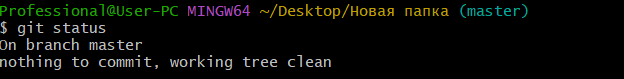 Professional@User-PC MINGW64 ~/Desktop/Новая папка (master)
$ git status
On branch master
nothing to commit, working tree clean